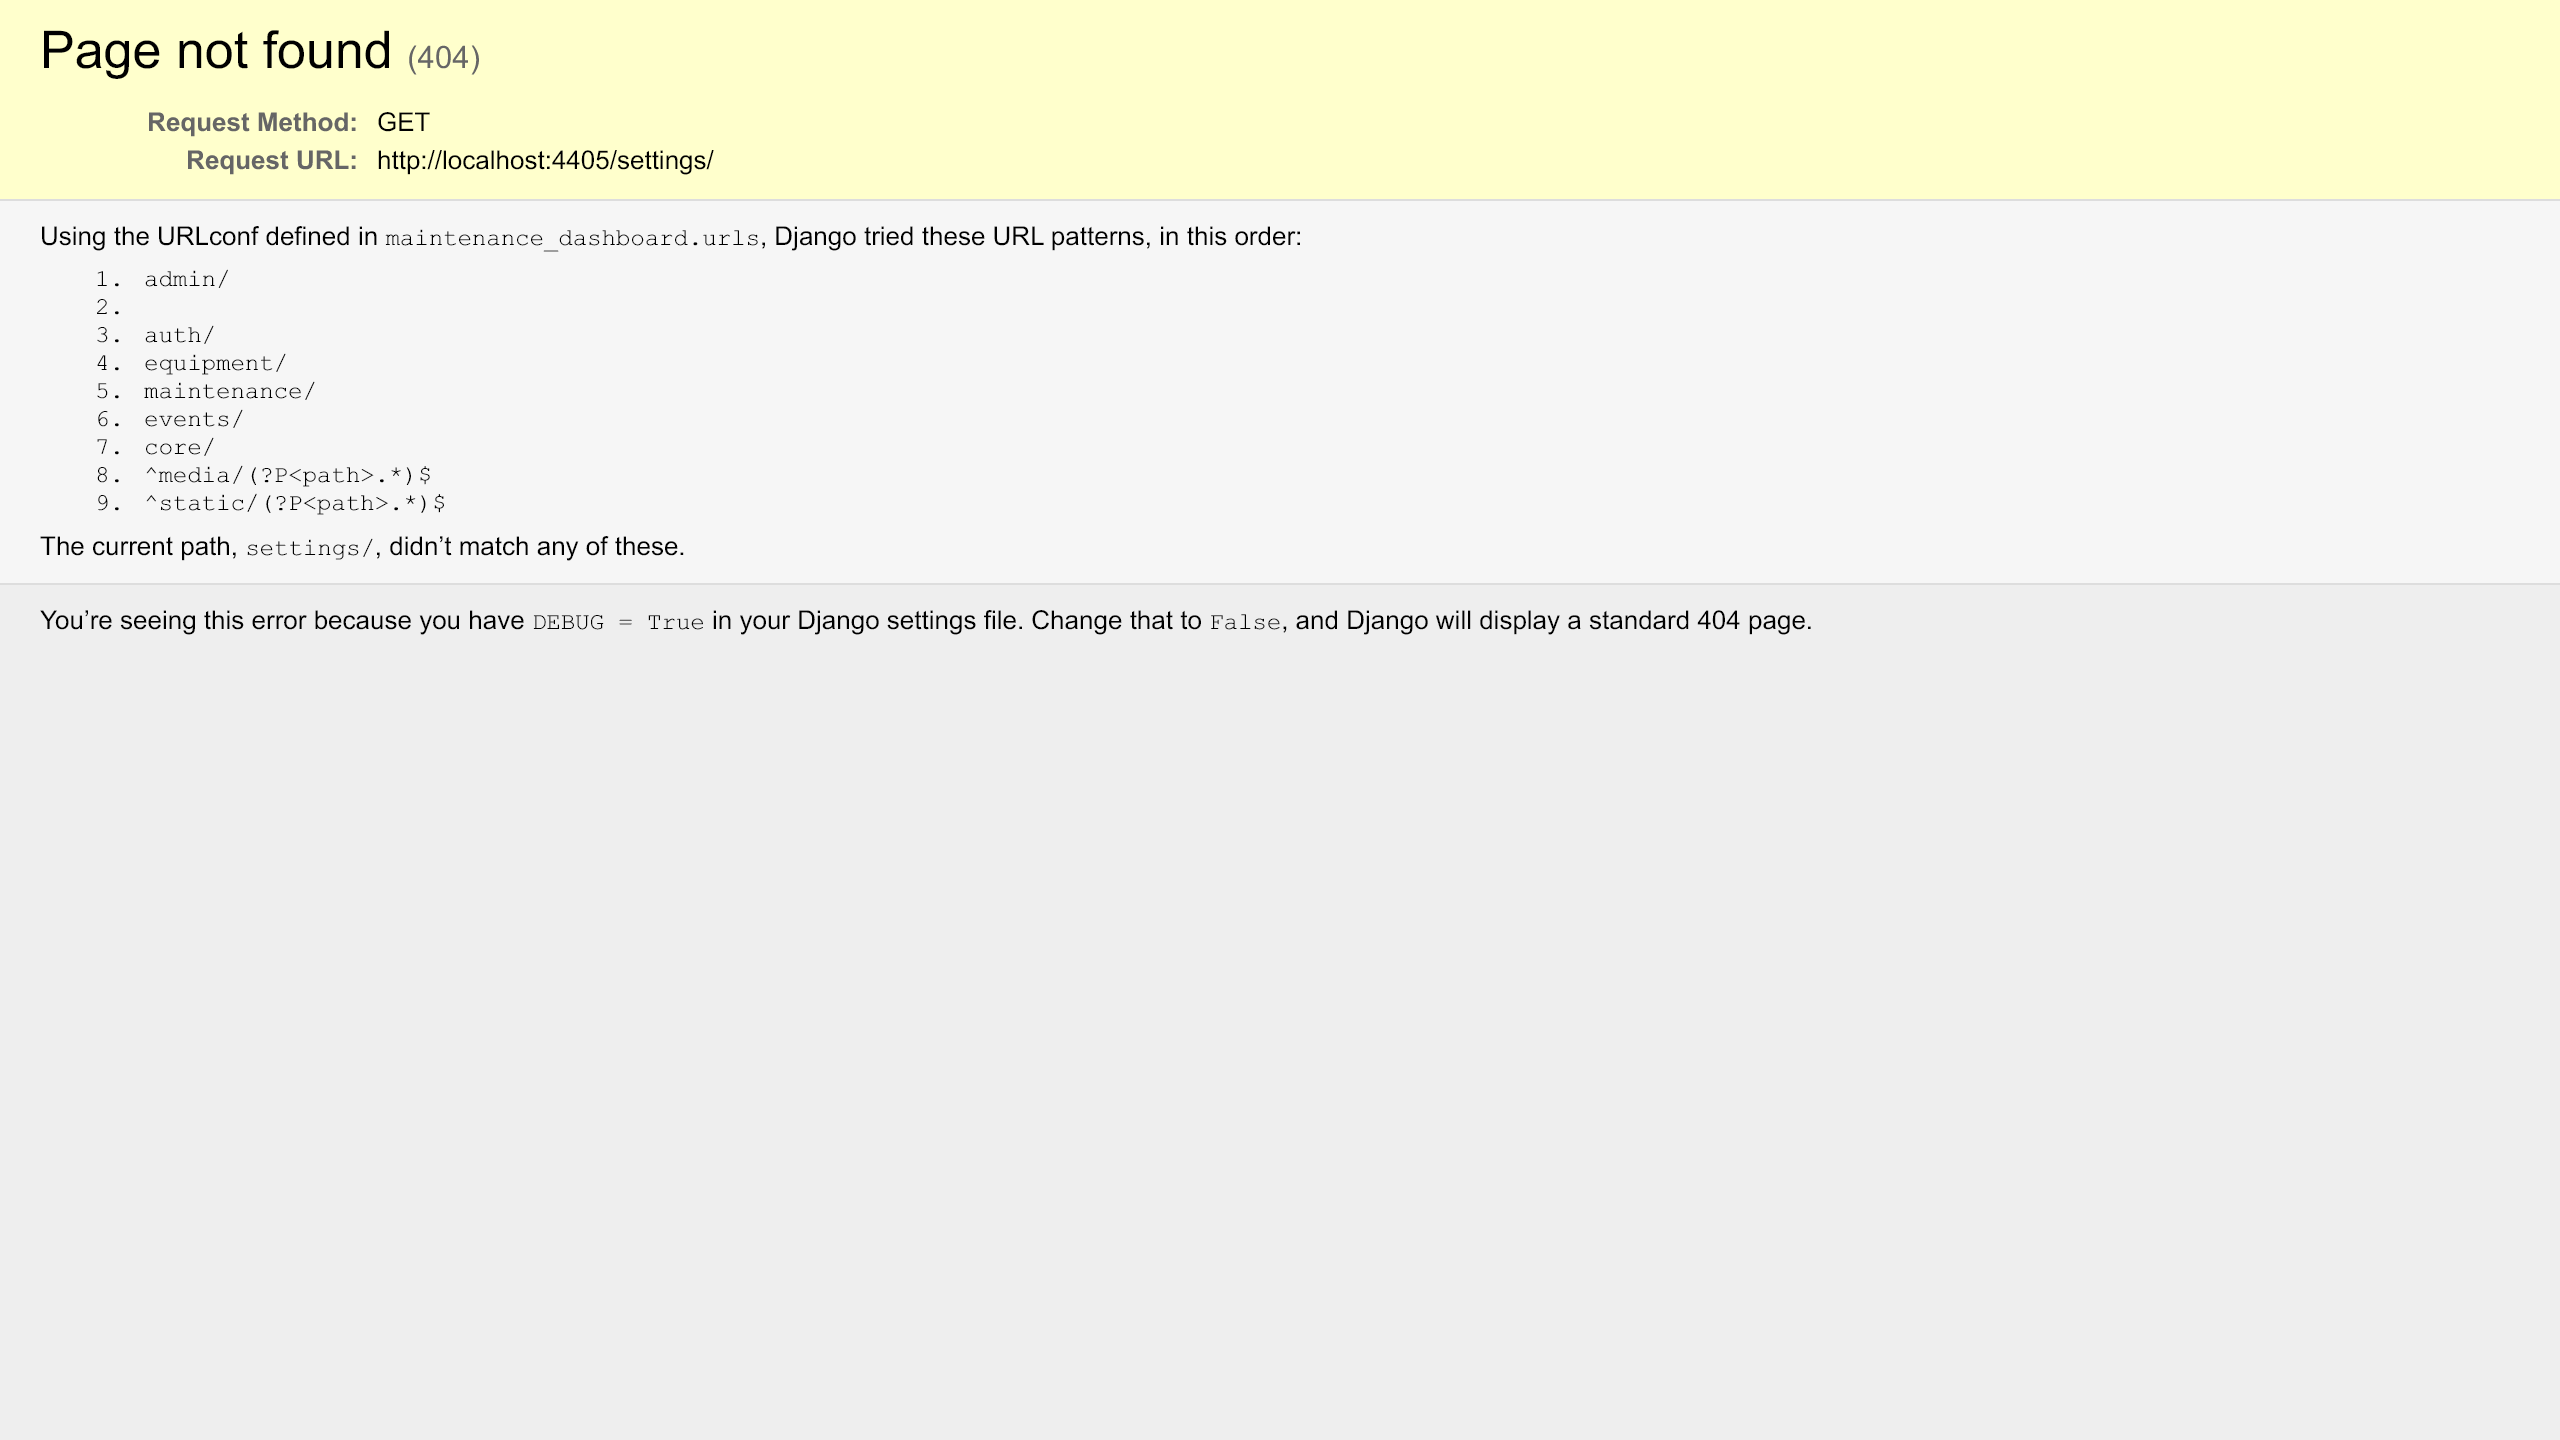 Page not found (404)
Request Method: GET
Request URL: http://localhost:4405/settings/
Using the URLconf defined in maintenance_dashboard.urls, Django tried these URL patterns, in this order:
1. admin/
2.
3. auth/
4. equipment/
5. maintenance/
6. events/
7. core/
8. ^media/(?P<path>.*)$
9. ^static/(?P<path>.*)$
The current path, settings/, didn’t match any of these.
You’re seeing this error because you have DEBUG = True in your Django settings file. Change that to False, and Django will display a standard 404 page.